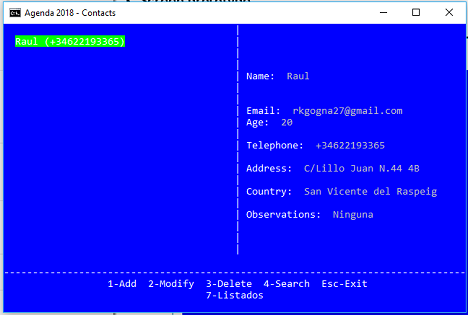 Agenda 2018 - Contacts
Raul (+34622193365)
Name: Raul
Email: rkgogna27@gmail.com
Age: 20
Telephone: +34622193365
Address: C/Lillo Juan N.44 4B
Country: San Vicente del Raspeig
Observations: Ninguna
1-Add 2-Modify 3-Delete 4-Search Esc-Exit
7-Listados